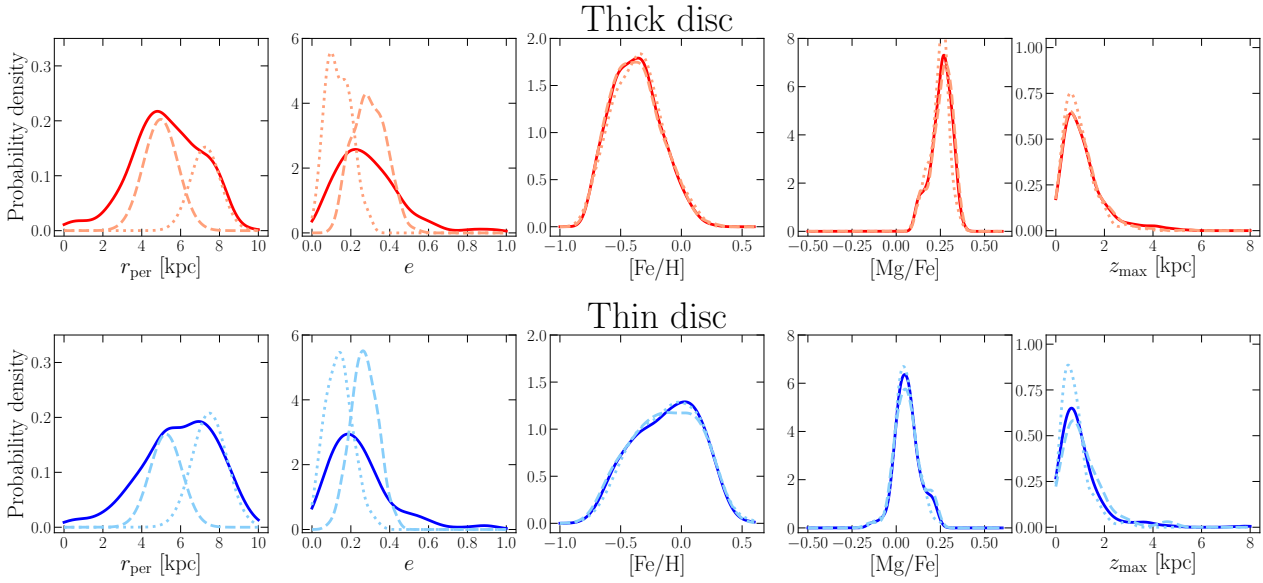 Thick disc
Probability density
0.0 0.1 0.2 0.3
0 2 4 6 8 10
r_per [kpc]
0 2 4 6
0.0 0.2 0.4 0.6 0.8 1.0
e
0.0 0.5 1.0 1.5 2.0
−1.0 −0.5 0.0 0.5
[Fe/H]
0 2 4 6 8
−0.50 −0.25 0.00 0.25 0.50
[Mg/Fe]
0.00 0.25 0.50 0.75 1.00
0 2 4 6 8
z_max [kpc]
Thin disc
Probability density
0.0 0.1 0.2 0.3
0 2 4 6 8 10
r_per [kpc]
0 2 4 6
0.0 0.2 0.4 0.6 0.8 1.0
e
0.0 0.5 1.0 1.5 2.0
−1.0 −0.5 0.0 0.5
[Fe/H]
0 2 4 6 8
−0.50 −0.25 0.00 0.25 0.50
[Mg/Fe]
0.00 0.25 0.50 0.75 1.00
0 2 4 6 8
z_max [kpc]